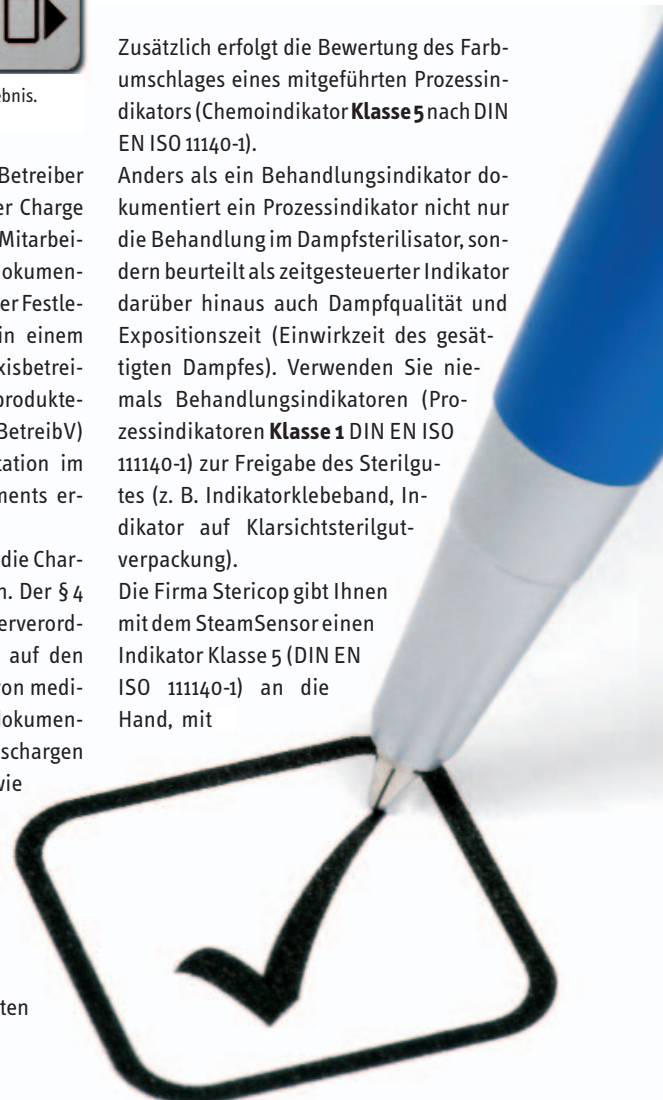 ebnis.
Betreiber
er Charge
Mitarbei-
okumen-
er Festle-
in einem
xisbetrei-
produkte-
BetreibV)
tation im
ments er-
die Char-
n. Der § 4
erverord-
auf den
von medi-
dokumen-
schargen
wie
ten
Zusätzlich erfolgt die Bewertung des Farb-
umschlages eines mitgeführten Prozessin-
dikators (Chemoindikator Klasse 5 nach DIN
EN ISO 11140-1).
Anders als ein Behandlungsindikator do-
kumentiert ein Prozessindikator nicht nur
die Behandlung im Dampfsterilisator, son-
dern beurteilt als zeitgesteuerter Indikator
darüber hinaus auch Dampfqualität und
Expositionszeit (Einwirkzeit des gesät-
tigten Dampfes). Verwenden Sie nie-
mals Behandlungsindikatoren (Pro-
zessindikatoren Klasse 1 DIN EN ISO
111140-1) zur Freigabe des Sterilgu-
tes (z. B. Indikatorklebeband, In-
dikator auf Klarsichtsterilgut-
verpackung).
Die Firma Stericop gibt Ihnen
mit dem SteamSensor einen
Indikator Klasse 5 (DIN EN
ISO 111140-1) an die
Hand, mit